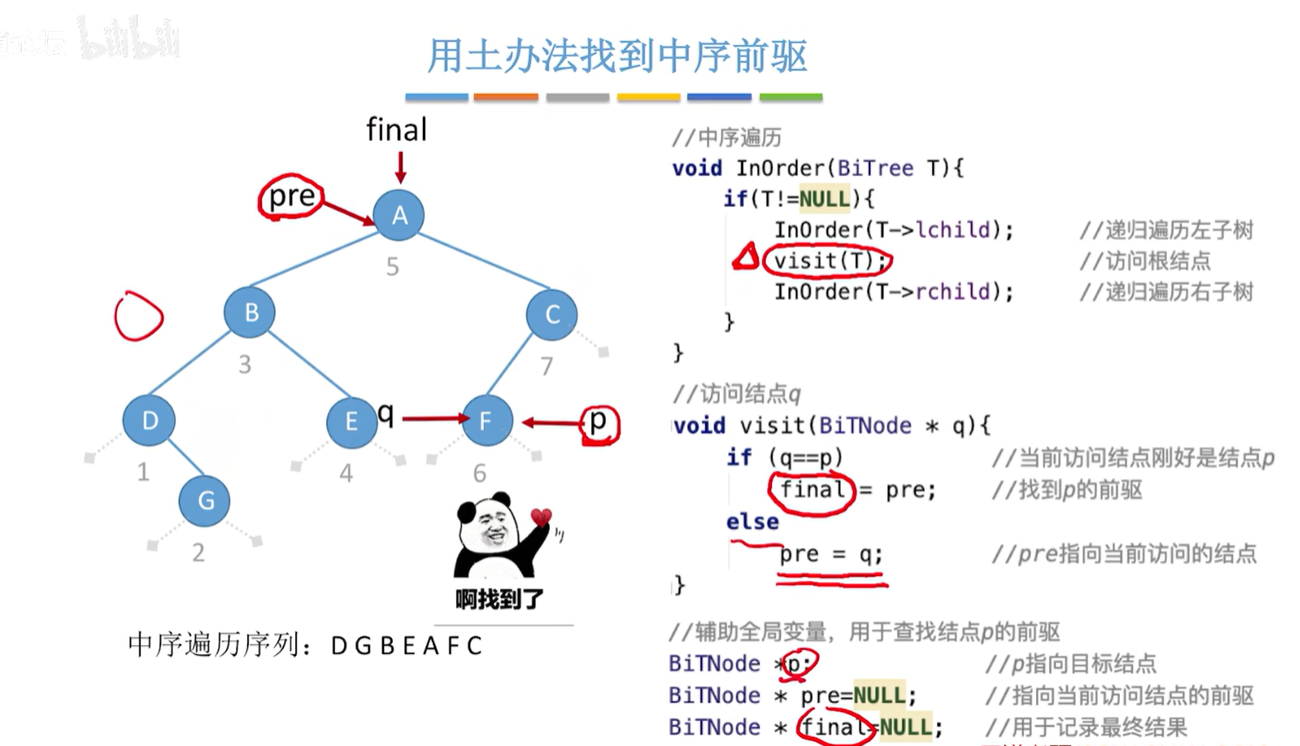 bilibili
用土办法找到中序前驱
final
pre
A
5
B
3
C
7
D
1
E
4
q
F
6
p
G
2
啊找到了
中序遍历序列：D G B E A F C
//中序遍历
void InOrder(BiTree T){
if(T!=NULL){
InOrder(T->lchild); //递归遍历左子树
visit(T); //访问根结点
InOrder(T->rchild); //递归遍历右子树
}
}
//访问结点q
void visit(BiTNode * q){
if (q==p) //当前访问结点刚好是结点p
final = pre; //找到p的前驱
else
pre = q; //pre指向当前访问的结点
}
//辅助全局变量，用于查找结点p的前驱
BiTNode *p; //p指向目标结点
BiTNode * pre=NULL; //指向当前访问结点的前驱
BiTNode * final=NULL; //用于记录最终结果